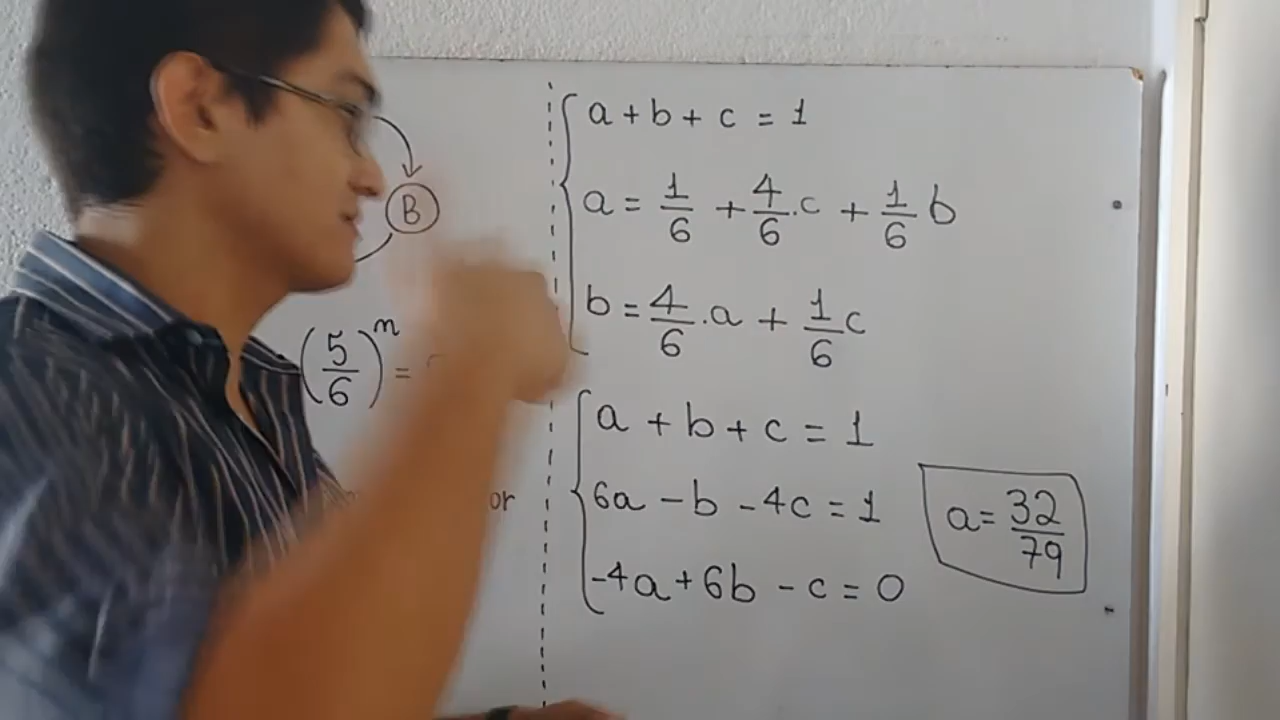 B
(5/6)^n =
or
a + b + c = 1
a = 1/6 + 4/6 . c + 1/6 b
b = 4/6 . a + 1/6 c
a + b + c = 1
6a - b - 4c = 1
-4a + 6b - c = 0
a = 32/79